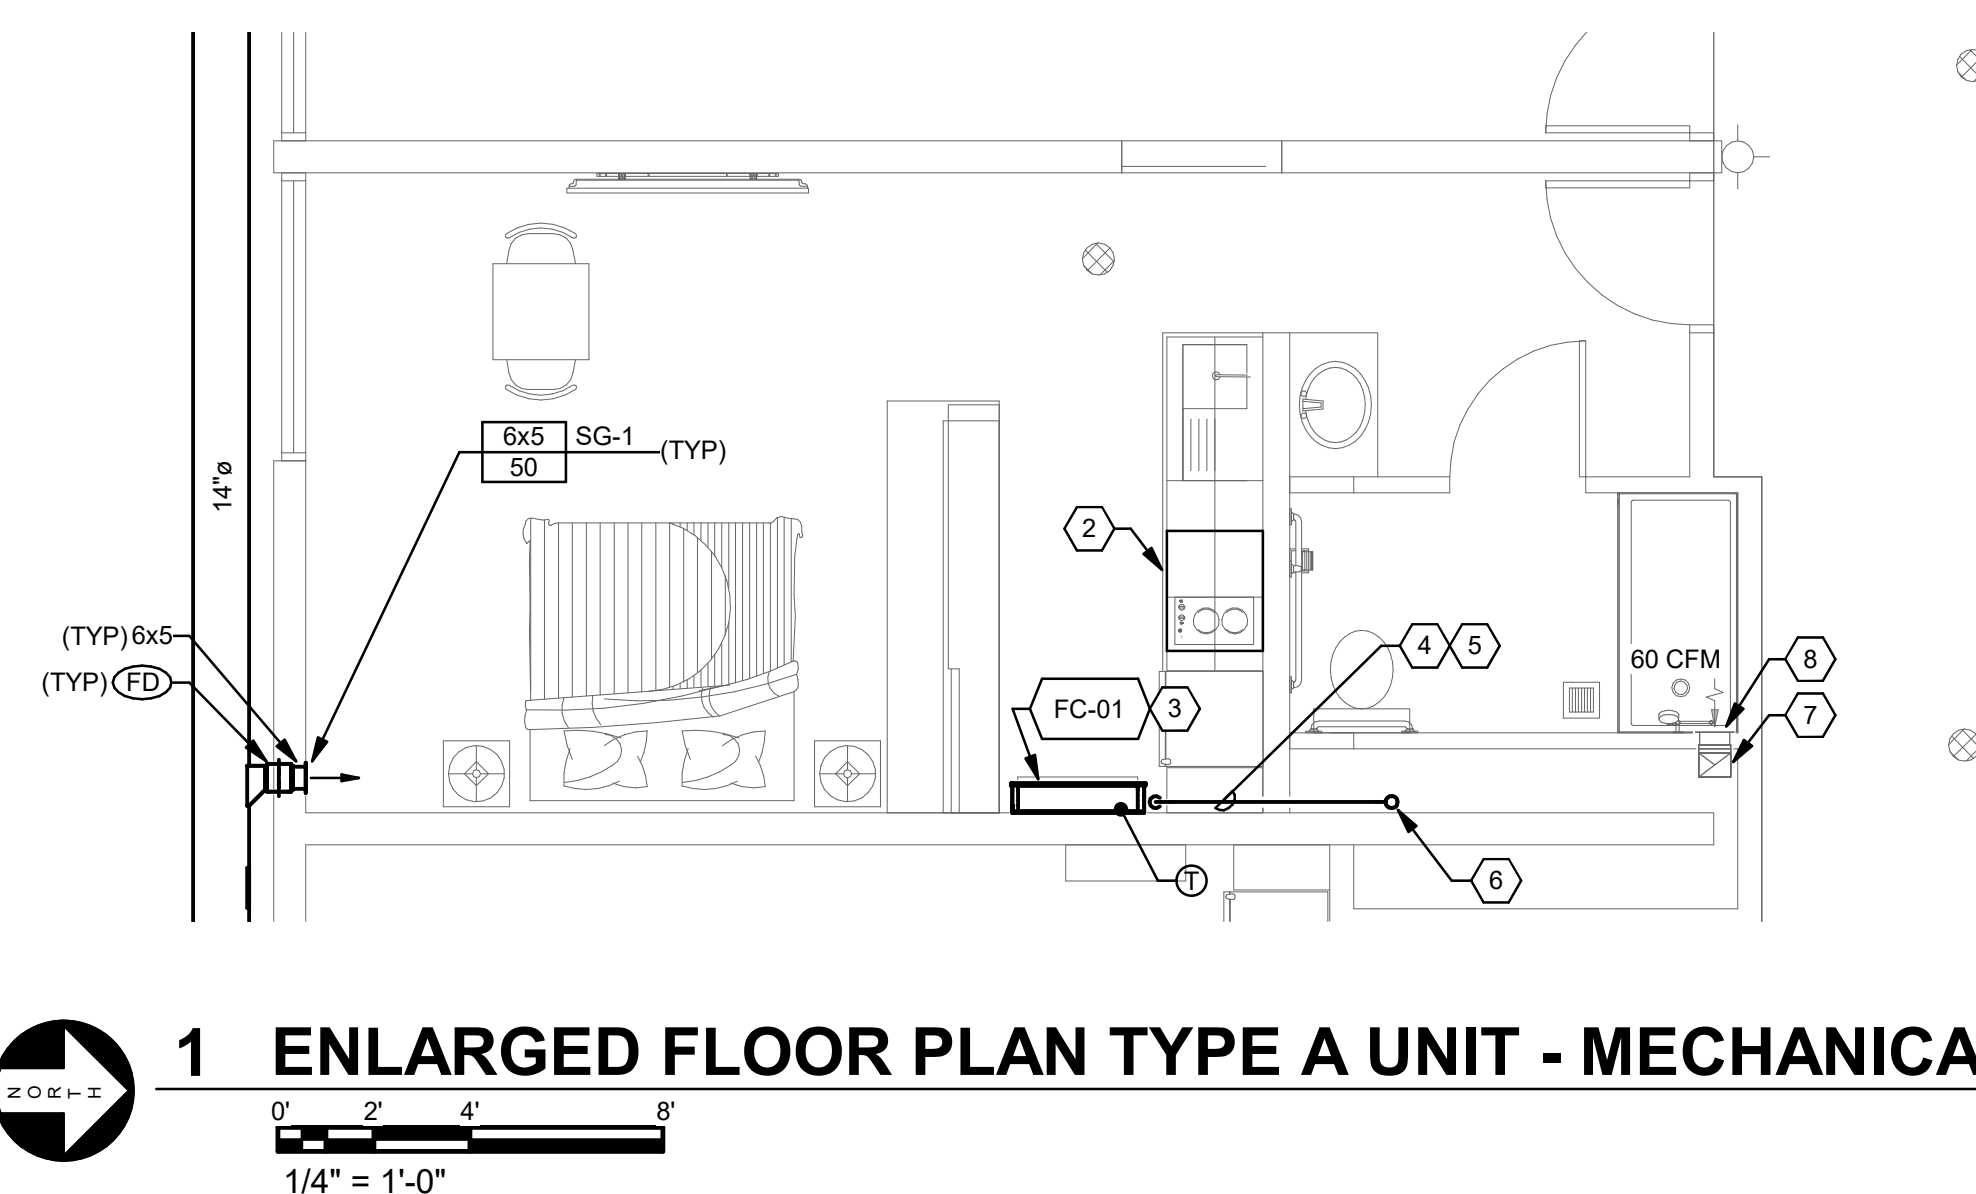 6x5 SG-1 (TYP)
50
14"ø
2
(TYP) 6x5
(TYP) FD
4 5
60 CFM
8
FC-01 3
7
T
6
NORTH
1 ENLARGED FLOOR PLAN TYPE A UNIT - MECHANICA
0' 2' 4' 8'
1/4" = 1'-0"